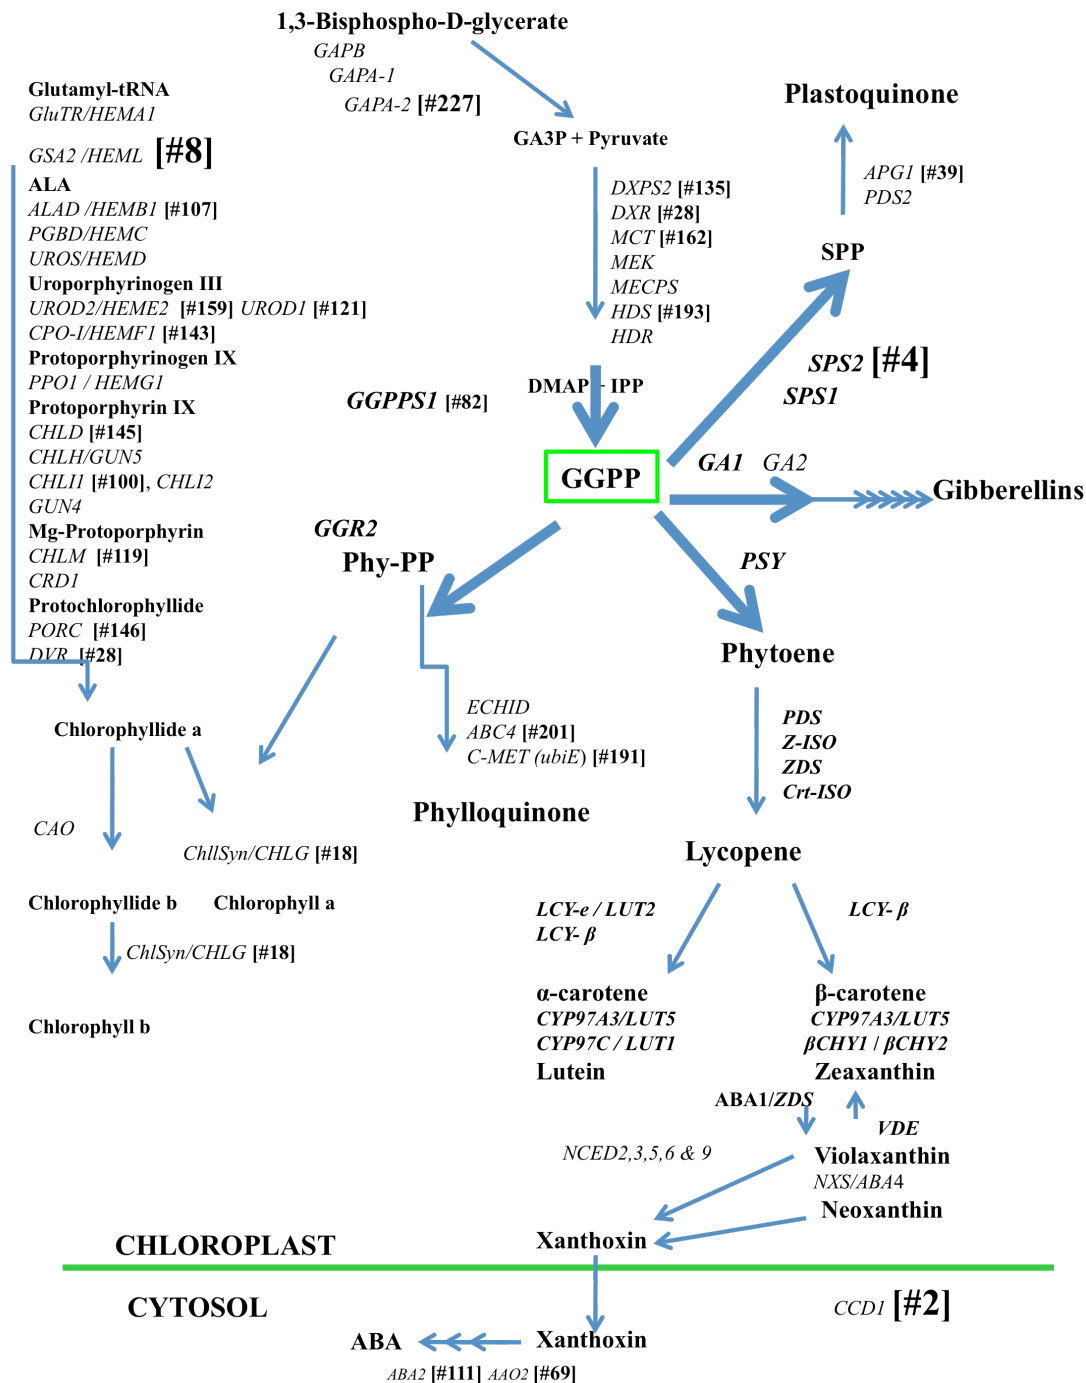 1,3-Bisphospho-D-glycerate
GAPB
GAPA-1
GAPA-2 [#227]
GA3P + Pyruvate
Glutamyl-tRNA
GluTR/HEMA1
GSA2 /HEML [#8]
ALA
ALAD /HEMB1 [#107]
PGBD/HEMC
UROS/HEMD
Uroporphyrinogen III
UROD2/HEME2 [#159] UROD1 [#121]
CPO-I/HEMF1 [#143]
Protoporphyrinogen IX
PPO1 / HEMG1
Protoporphyrin IX
CHLD [#145]
CHLH/GUN5
CHLI1 [#100], CHLI2
GUN4
Mg-Protoporphyrin
CHLM [#119]
CRD1
Protochlorophyllide
PORC [#146]
DVR [#28]
Chlorophyllide a
CAO
ChllSyn/CHLG [#18]
Chlorophyllide b
Chlorophyll a
ChlSyn/CHLG [#18]
Chlorophyll b
DXPS2 [#135]
DXR [#28]
MCT [#162]
MEK
MECPS
HDS [#193]
HDR
DMAP + IPP
GGPPS1 [#82]
GGPP
Plastoquinone
APG1 [#39]
PDS2
SPP
SPS2 [#4]
SPS1
GA1 GA2
Gibberellins
GGR2
Phy-PP
ECHID
ABC4 [#201]
C-MET (ubiE) [#191]
Phylloquinone
PSY
Phytoene
PDS
Z-ISO
ZDS
Crt-ISO
Lycopene
LCY-e / LUT2
LCY- β
LCY- β
α-carotene
CYP97A3/LUT5
CYP97C / LUT1
Lutein
β-carotene
CYP97A3/LUT5
βCHY1 / βCHY2
Zeaxanthin
ABA1/ZDS
VDE
Violaxanthin
NXS/ABA4
Neoxanthin
NCED2,3,5,6 & 9
Xanthoxin
CHLOROPLAST
CYTOSOL
CCD1 [#2]
Xanthoxin
ABA
ABA2 [#111] AAO2 [#69]